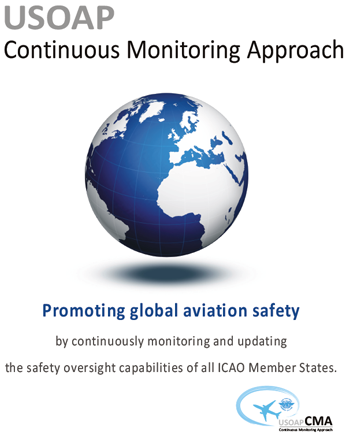 USOAP
Continuous Monitoring Approach
Promoting global aviation safety
by continuously monitoring and updating
the safety oversight capabilities of all ICAO Member States.
USOAP CMA
Continuous Monitoring Approach